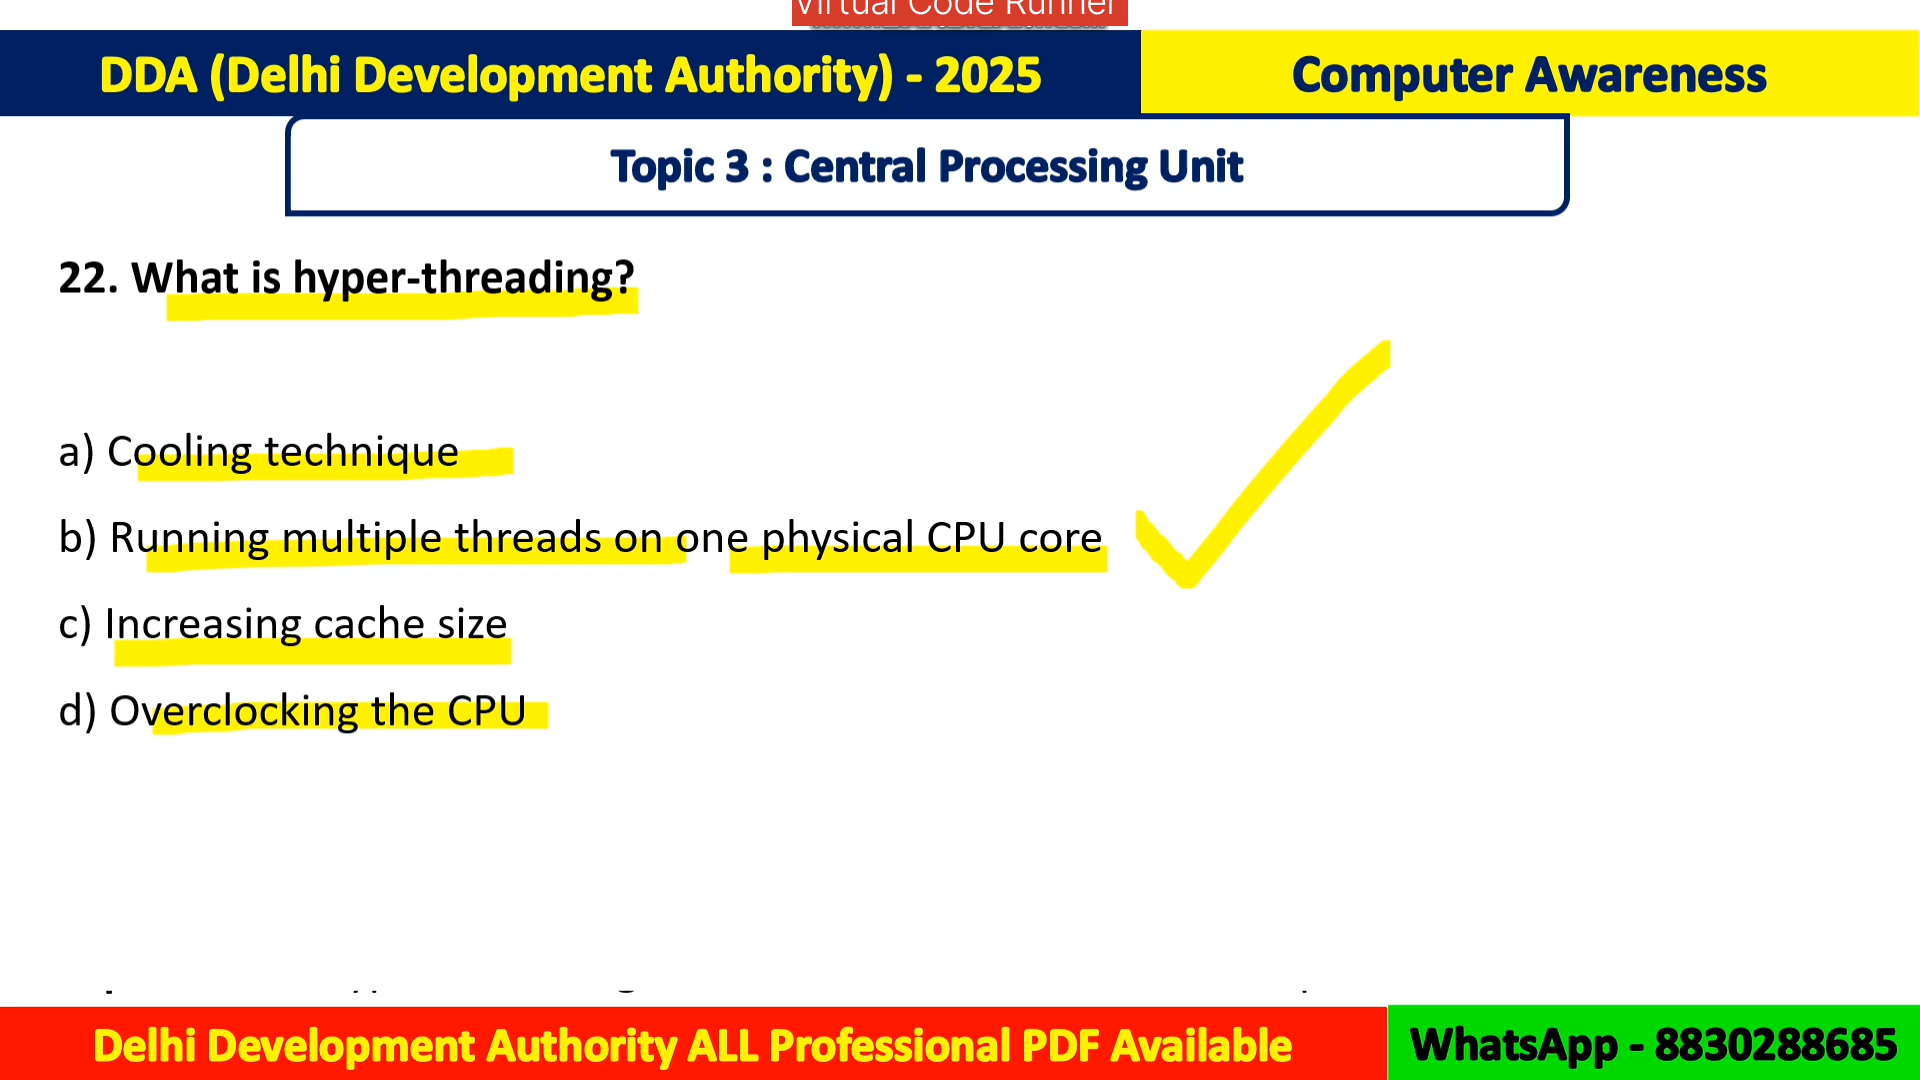 Virtual Code Runner
DDA (Delhi Development Authority) - 2025
Computer Awareness
Topic 3 : Central Processing Unit
22. What is hyper-threading?
a) Cooling technique
b) Running multiple threads on one physical CPU core
c) Increasing cache size
d) Overclocking the CPU
Delhi Development Authority ALL Professional PDF Available
WhatsApp - 8830288685